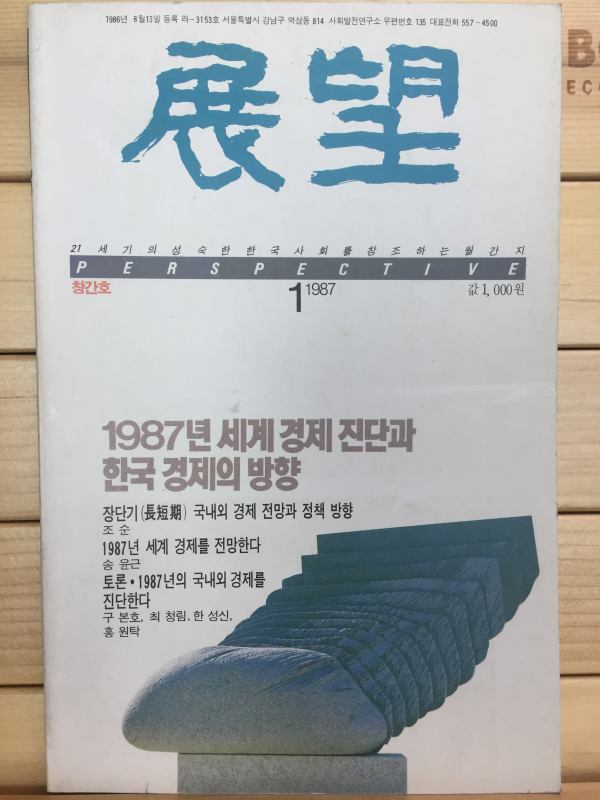 1986년 8월13일 등록 라-3153호 서울특별시 강남구 역삼동 814 사회발전연구소 우편번호 135 대표전화 557-4500
展望
21세기의성숙한한국사회를창조하는월간지
PERSPECTIVE
창간호
1 1987
값 1,000원
1987년 세계 경제 진단과
한국 경제의 방향
장단기(長短期) 국내외 경제 전망과 정책 방향
조 순
1987년 세계 경제를 전망한다
송 윤근
토론•1987년의 국내외 경제를
진단한다
구 본호, 최 청림, 한 성신,
홍 원탁